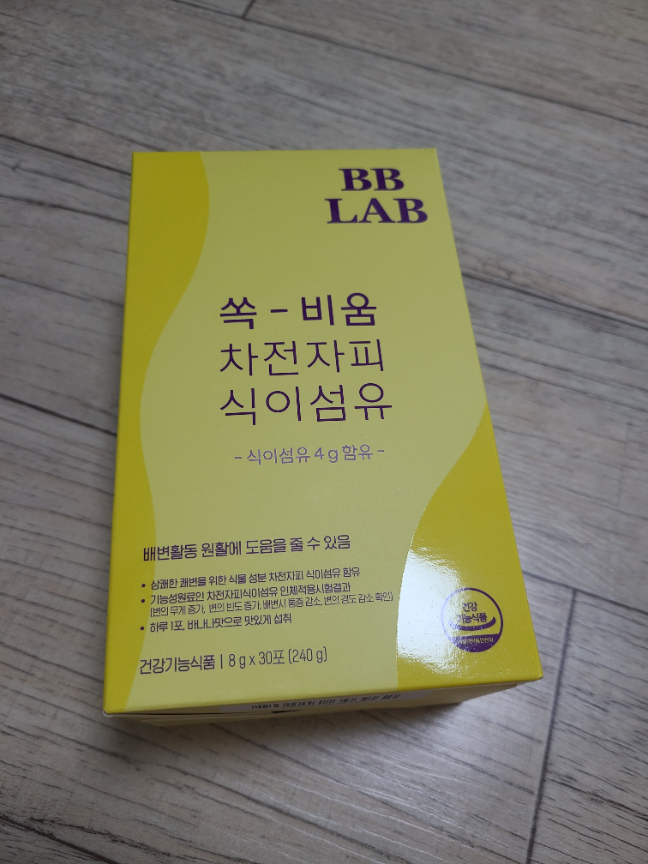 BB
LAB
쏙 - 비움
차전자피
식이섬유
- 식이섬유 4 g 함유 -
배변활동 원활에 도움을 줄 수 있음
• 상쾌한 쾌변을 위한 식물 성분 차전자피 식이섬유 함유
• 기능성원료인 차전자피식이섬유 인체적용시험결과
(변의 무게 증가, 변의 빈도 증가, 배변시 통증 감소, 변의 경도 감소 확인)
• 하루 1포, 바나나맛으로 맛있게 섭취
건강
기능식품
건강기능식품 | 8 g x 30포 (240 g)